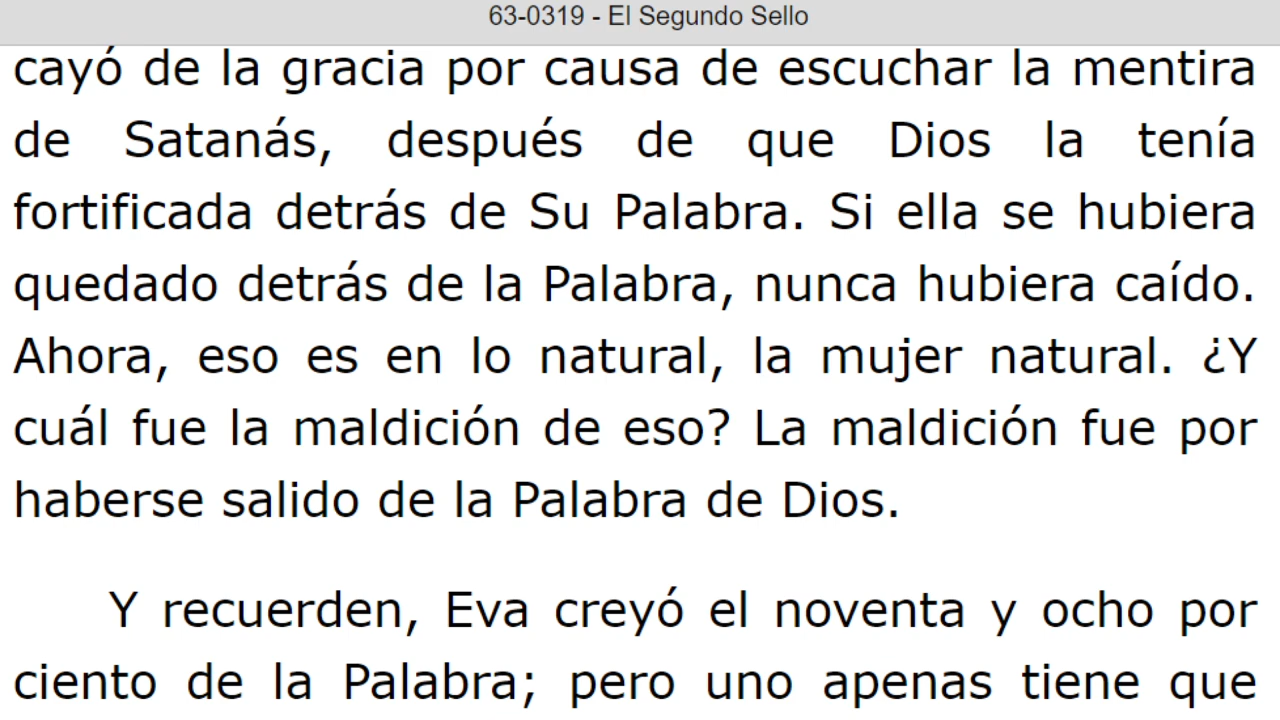 63-0319 - El Segundo Sello
cayó de la gracia por causa de escuchar la mentira
de Satanás, después de que Dios la tenía
fortificada detrás de Su Palabra. Si ella se hubiera
quedado detrás de la Palabra, nunca hubiera caído.
Ahora, eso es en lo natural, la mujer natural. ¿Y
cuál fue la maldición de eso? La maldición fue por
haberse salido de la Palabra de Dios.
Y recuerden, Eva creyó el noventa y ocho por
ciento de la Palabra; pero uno apenas tiene que